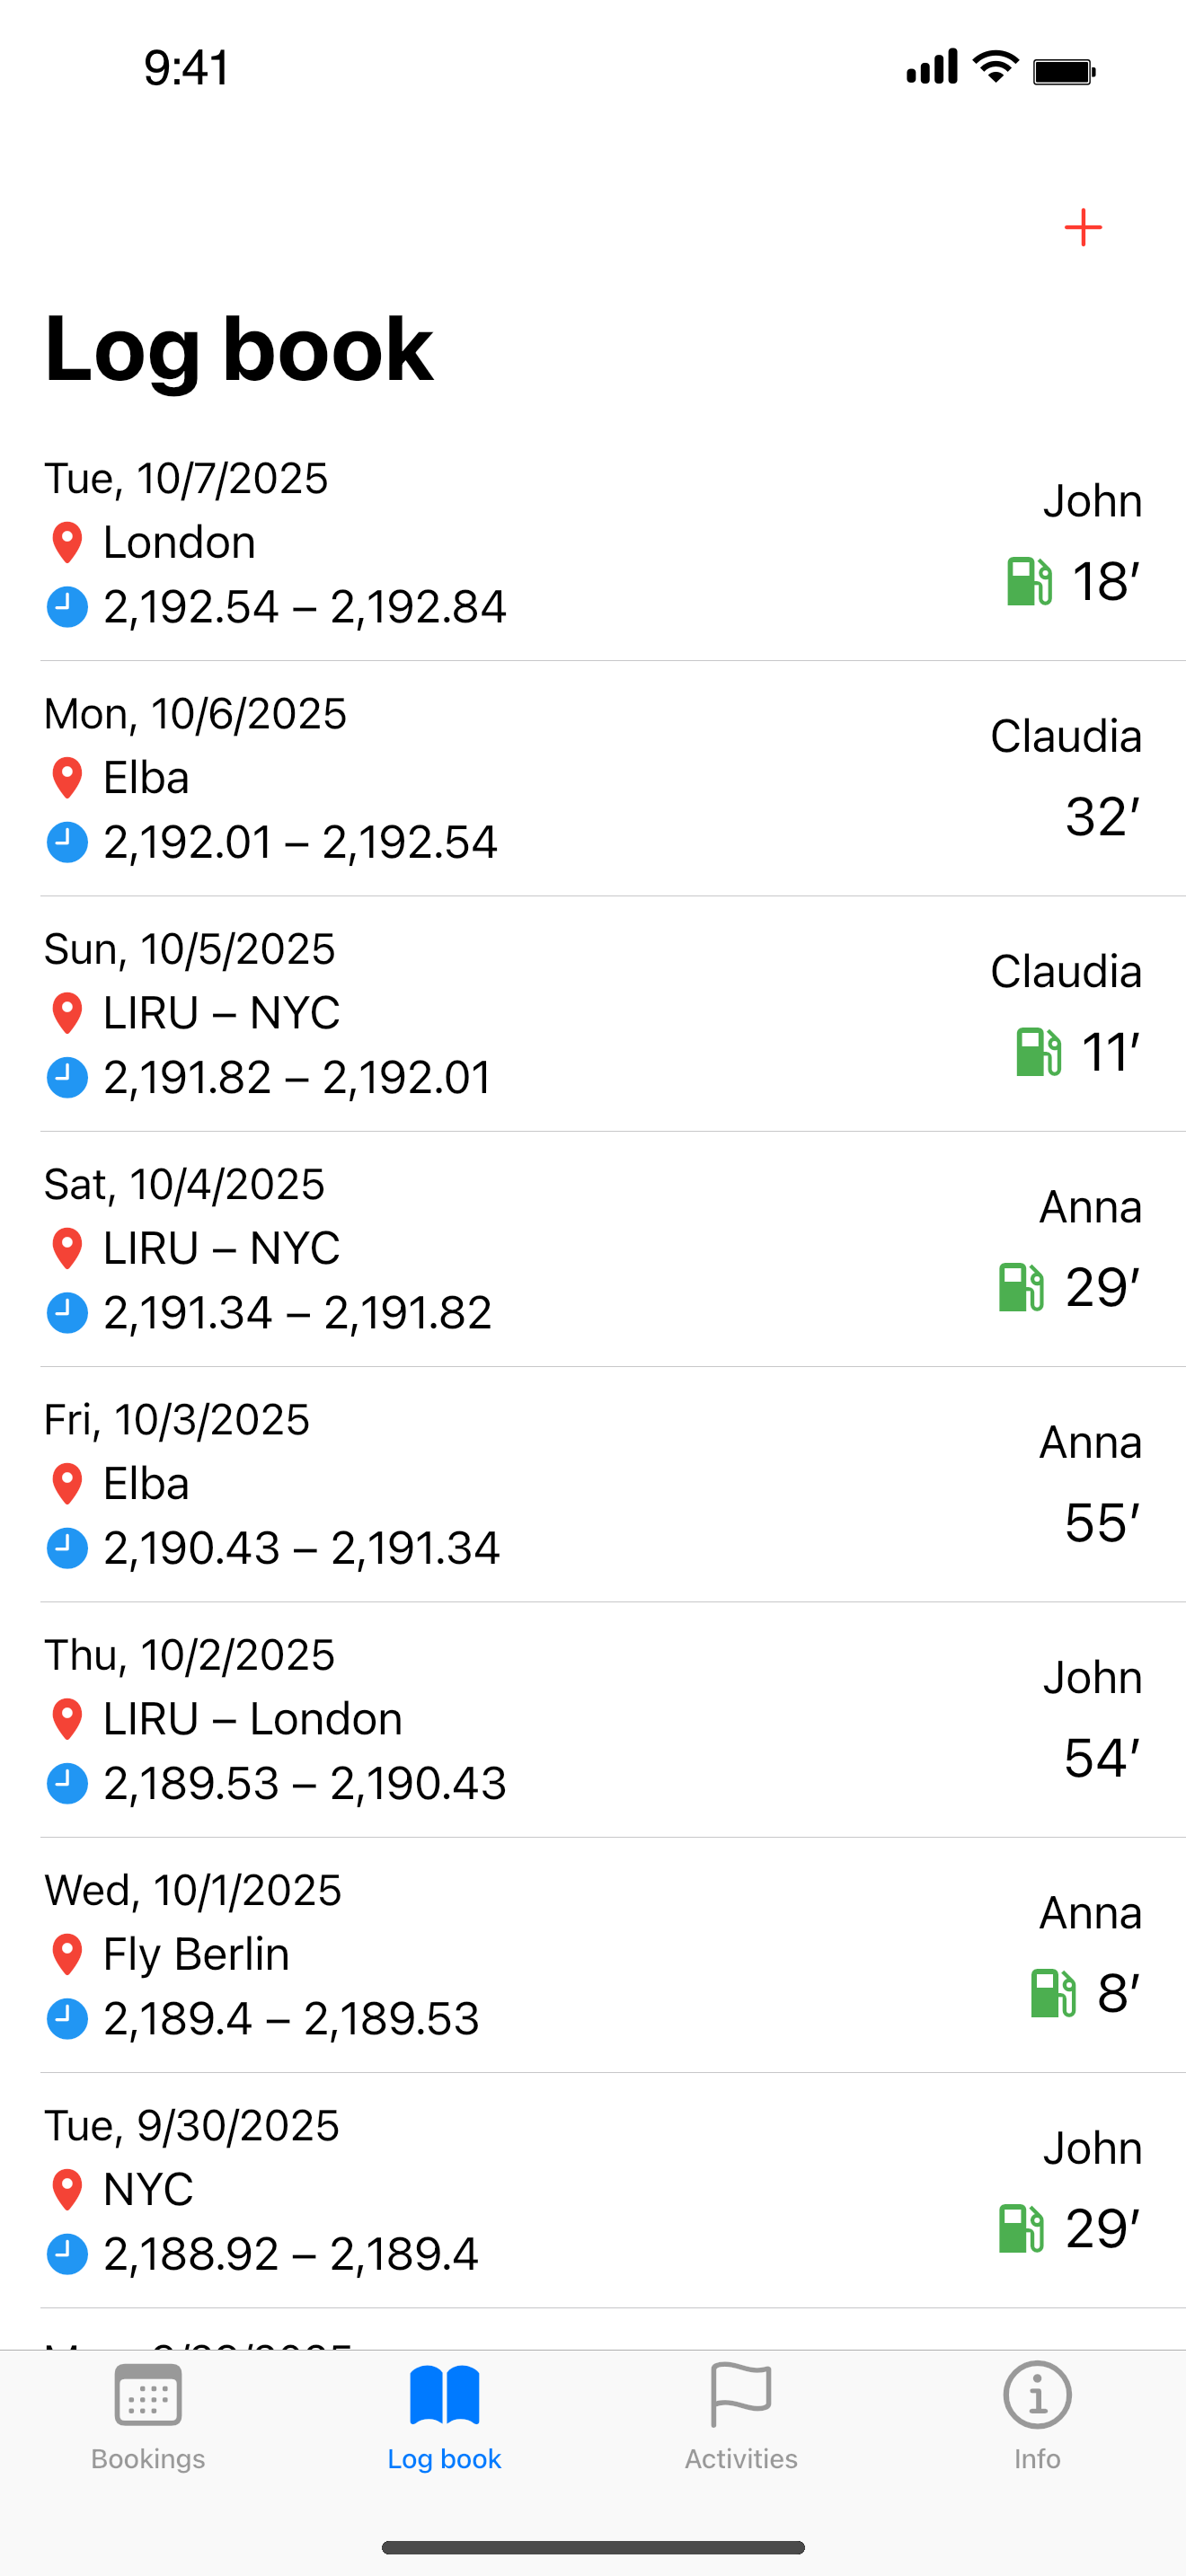 9:41
Log book
Tue, 10/7/2025
London
2,192.54 – 2,192.84
John
18′
Mon, 10/6/2025
Elba
2,192.01 – 2,192.54
Claudia
32′
Sun, 10/5/2025
LIRU – NYC
2,191.82 – 2,192.01
Claudia
11′
Sat, 10/4/2025
LIRU – NYC
2,191.34 – 2,191.82
Anna
29′
Fri, 10/3/2025
Elba
2,190.43 – 2,191.34
Anna
55′
Thu, 10/2/2025
LIRU – London
2,189.53 – 2,190.43
John
54′
Wed, 10/1/2025
Fly Berlin
2,189.4 – 2,189.53
Anna
8′
Tue, 9/30/2025
NYC
2,188.92 – 2,189.4
John
29′
Bookings
Log book
Activities
Info